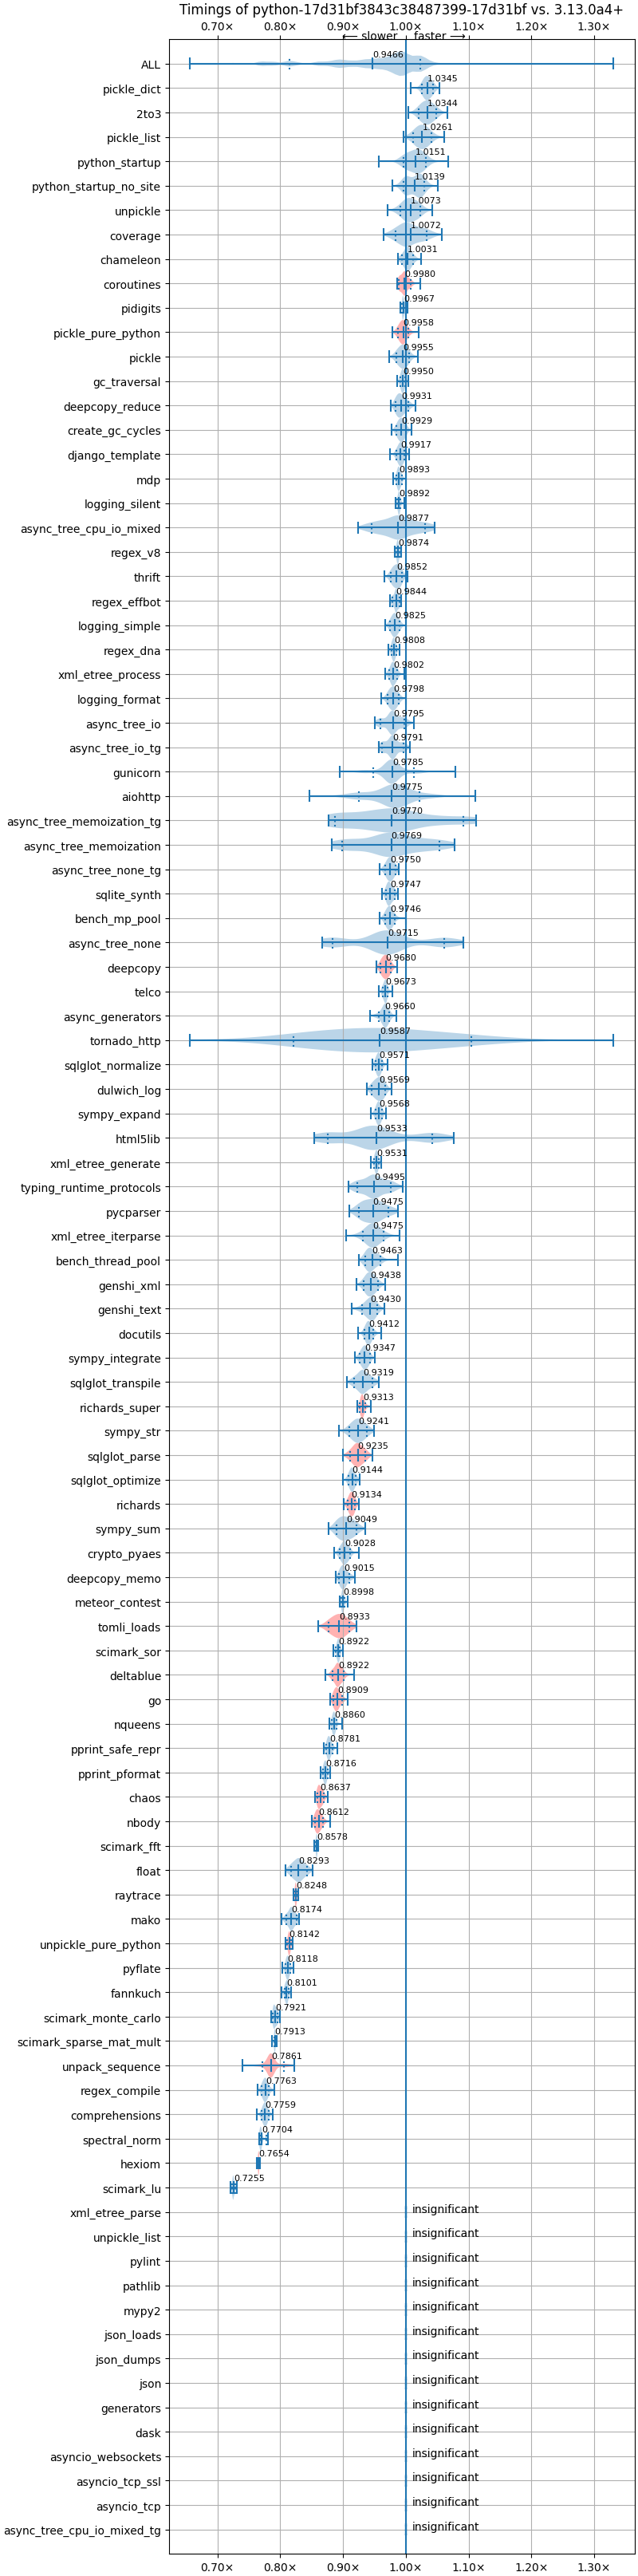 Timings of python-17d31bf3843c38487399-17d31bf vs. 3.13.0a4+
0.70× 0.80× 0.90× 1.00× 1.10× 1.20× 1.30×
⟵ slower faster ⟶
ALL 0.9466
pickle_dict 1.0345
2to3 1.0344
pickle_list 1.0261
python_startup 1.0151
python_startup_no_site 1.0139
unpickle 1.0073
coverage 1.0072
chameleon 1.0031
coroutines 0.9980
pidigits 0.9967
pickle_pure_python 0.9958
pickle 0.9955
gc_traversal 0.9950
deepcopy_reduce 0.9931
create_gc_cycles 0.9929
django_template 0.9917
mdp 0.9893
logging_silent 0.9892
async_tree_cpu_io_mixed 0.9877
regex_v8 0.9874
thrift 0.9852
regex_effbot 0.9844
logging_simple 0.9825
regex_dna 0.9808
xml_etree_process 0.9802
logging_format 0.9798
async_tree_io 0.9795
async_tree_io_tg 0.9791
gunicorn 0.9785
aiohttp 0.9775
async_tree_memoization_tg 0.9770
async_tree_memoization 0.9769
async_tree_none_tg 0.9750
sqlite_synth 0.9747
bench_mp_pool 0.9746
async_tree_none 0.9715
deepcopy 0.9680
telco 0.9673
async_generators 0.9660
tornado_http 0.9587
sqlglot_normalize 0.9571
dulwich_log 0.9569
sympy_expand 0.9568
html5lib 0.9533
xml_etree_generate 0.9531
typing_runtime_protocols 0.9495
pycparser 0.9475
xml_etree_iterparse 0.9475
bench_thread_pool 0.9463
genshi_xml 0.9438
genshi_text 0.9430
docutils 0.9412
sympy_integrate 0.9347
sqlglot_transpile 0.9319
richards_super 0.9313
sympy_str 0.9241
sqlglot_parse 0.9235
sqlglot_optimize 0.9144
richards 0.9134
sympy_sum 0.9049
crypto_pyaes 0.9028
deepcopy_memo 0.9015
meteor_contest 0.8998
tomli_loads 0.8933
scimark_sor 0.8922
deltablue 0.8922
go 0.8909
nqueens 0.8860
pprint_safe_repr 0.8781
pprint_pformat 0.8716
chaos 0.8637
nbody 0.8612
scimark_fft 0.8578
float 0.8293
raytrace 0.8248
mako 0.8174
unpickle_pure_python 0.8142
pyflate 0.8118
fannkuch 0.8101
scimark_monte_carlo 0.7921
scimark_sparse_mat_mult 0.7913
unpack_sequence 0.7861
regex_compile 0.7763
comprehensions 0.7759
spectral_norm 0.7704
hexiom 0.7654
scimark_lu 0.7255
xml_etree_parse insignificant
unpickle_list insignificant
pylint insignificant
pathlib insignificant
mypy2 insignificant
json_loads insignificant
json_dumps insignificant
json insignificant
generators insignificant
dask insignificant
asyncio_websockets insignificant
asyncio_tcp_ssl insignificant
asyncio_tcp insignificant
async_tree_cpu_io_mixed_tg insignificant
0.70× 0.80× 0.90× 1.00× 1.10× 1.20× 1.30×